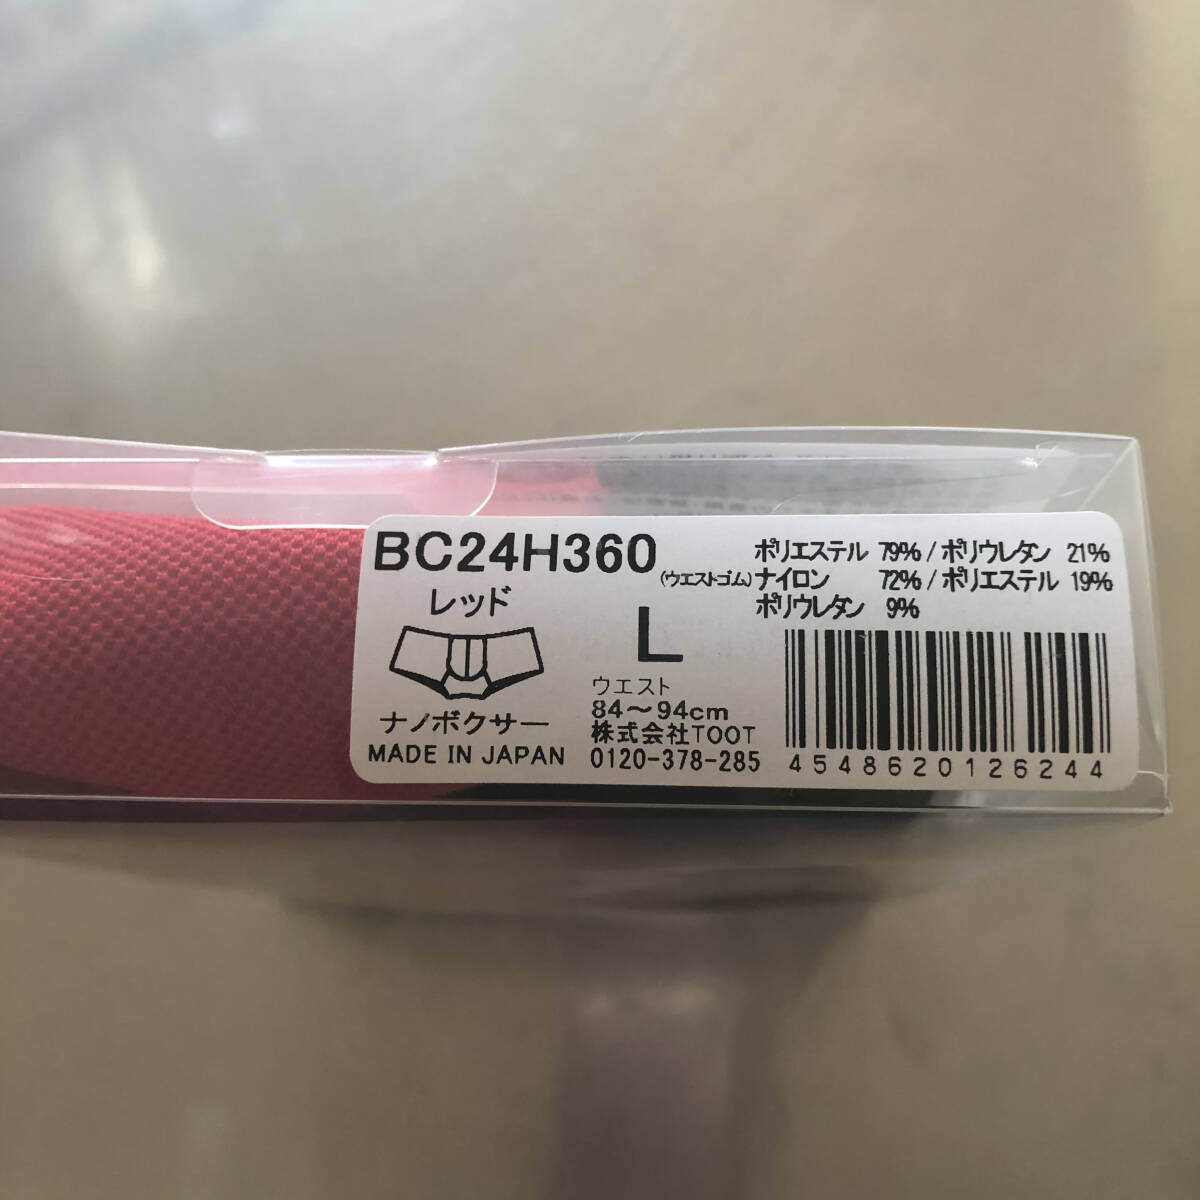 BC24H360
レッド
ナノボクサー
MADE IN JAPAN
L
ウエスト
84〜94cm
株式会社TOOT
0120-378-285
ポリエステル 79% / ポリウレタン 21%
(ウエストゴム)ナイロン 72% / ポリエステル 19%
ポリウレタン 9%
4548620126244